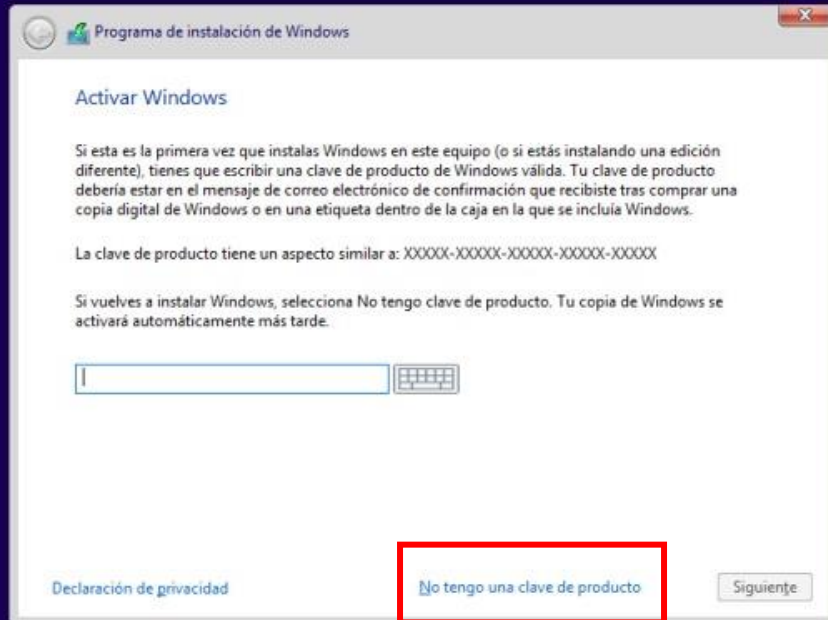 Programa de instalación de Windows
Activar Windows
Si esta es la primera vez que instalas Windows en este equipo (o si estás instalando una edición
diferente), tienes que escribir una clave de producto de Windows válida. Tu clave de producto
debería estar en el mensaje de correo electrónico de confirmación que recibiste tras comprar una
copia digital de Windows o en una etiqueta dentro de la caja en la que se incluía Windows.
La clave de producto tiene un aspecto similar a: XXXXX-XXXXX-XXXXX-XXXXX-XXXXX
Si vuelves a instalar Windows, selecciona No tengo clave de producto. Tu copia de Windows se
activará automáticamente más tarde.
Declaración de privacidad
No tengo una clave de producto
Siguiente